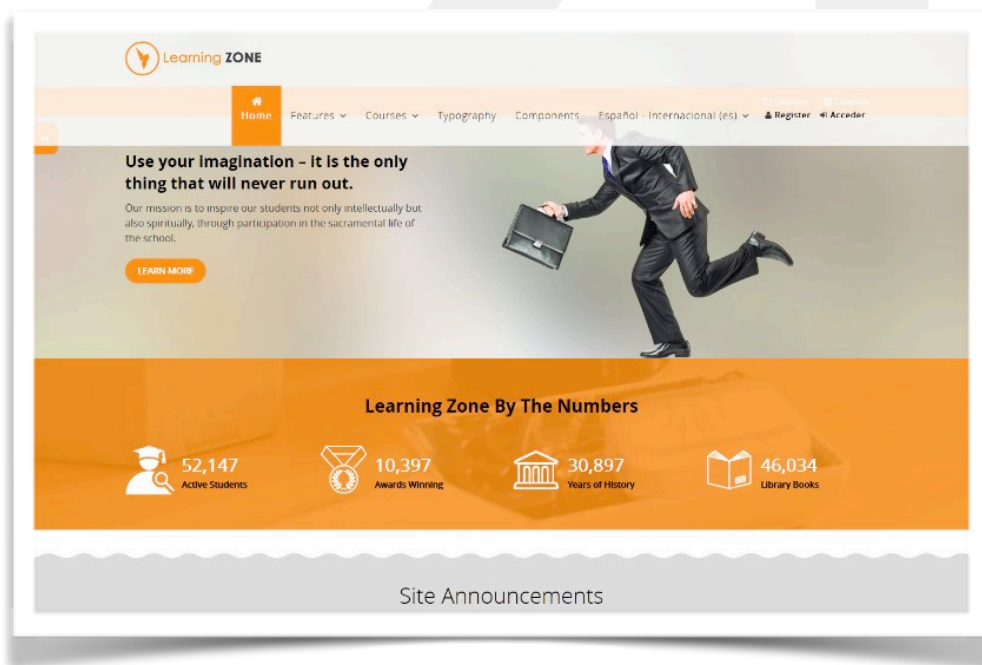 Learning ZONE
Courses Calendar
Home Features Courses Typography Components Español - Internacional (es) Register Acceder
Use your imagination – it is the only
thing that will never run out.
Our mission is to inspire our students not only intellectually but
also spiritually, through participation in the sacramental life of
the school.
LEARN MORE
Learning Zone By The Numbers
52,147
Active Students
10,397
Awards Winning
30,897
Years of History
46,034
Library Books
Site Announcements